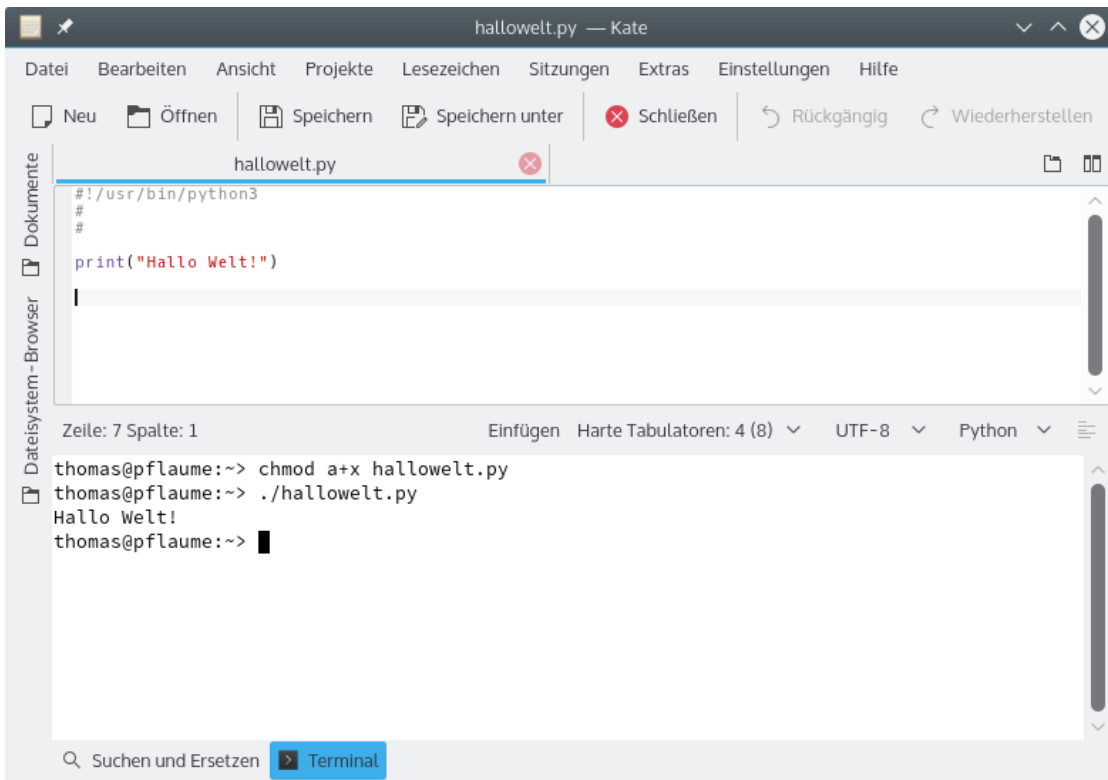 hallowelt.py — Kate
Datei Bearbeiten Ansicht Projekte Lesezeichen Sitzungen Extras Einstellungen Hilfe
Neu Öffnen Speichern Speichern unter Schließen Rückgängig Wiederherstellen
hallowelt.py
Dokumente
Dateisystem-Browser
#!/usr/bin/python3
#
#
print("Hallo Welt!")
Zeile: 7 Spalte: 1 Einfügen Harte Tabulatoren: 4 (8) UTF-8 Python
thomas@pflaume:~> chmod a+x hallowelt.py
thomas@pflaume:~> ./hallowelt.py
Hallo Welt!
thomas@pflaume:~>
Suchen und Ersetzen Terminal